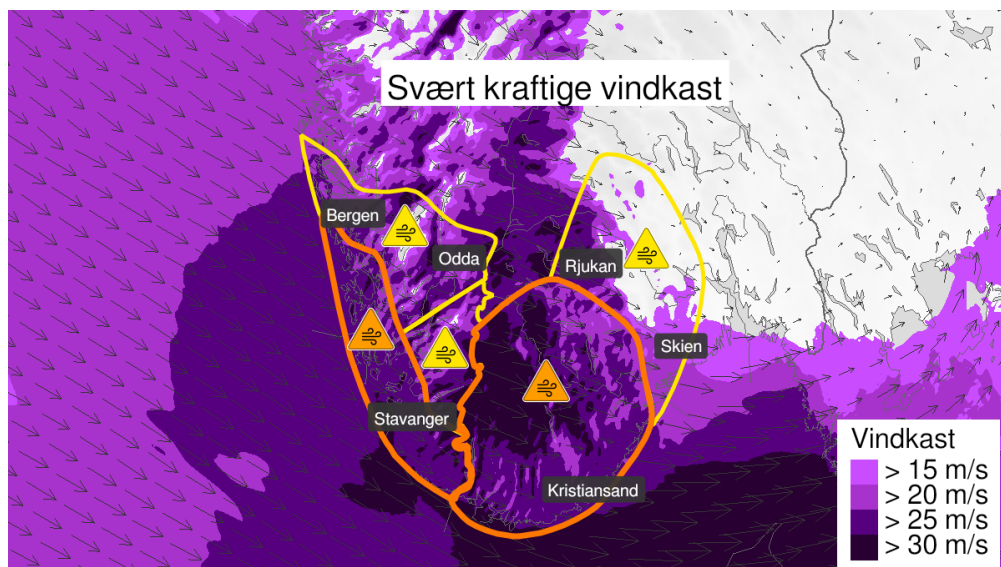 Svært kraftige vindkast
Bergen
Odda
Rjukan
Skien
Stavanger
Kristiansand
Vindkast
> 15 m/s
> 20 m/s
> 25 m/s
> 30 m/s